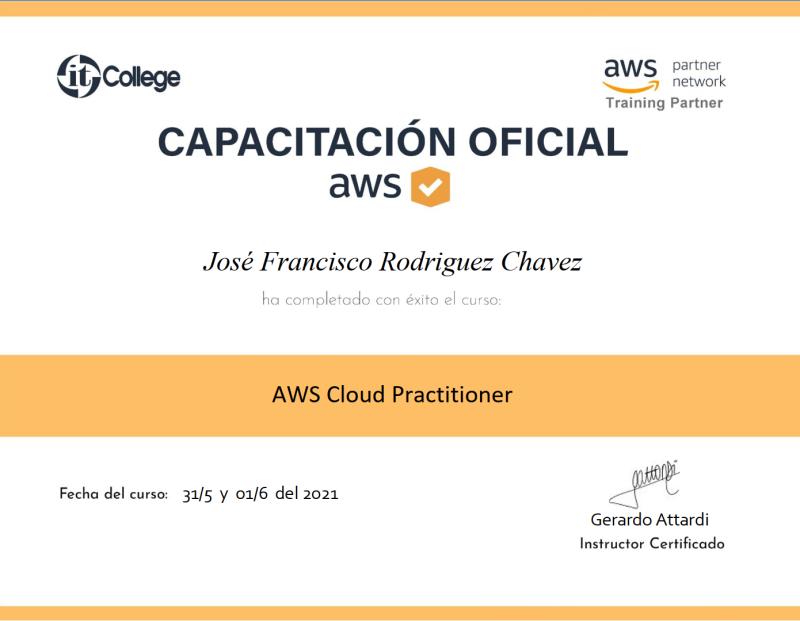 it College
aws partner network
Training Partner
CAPACITACIÓN OFICIAL
aws
José Francisco Rodriguez Chavez
ha completado con éxito el curso:
AWS Cloud Practitioner
Fecha del curso: 31/5 y 01/6 del 2021
Gerardo Attardi
Instructor Certificado